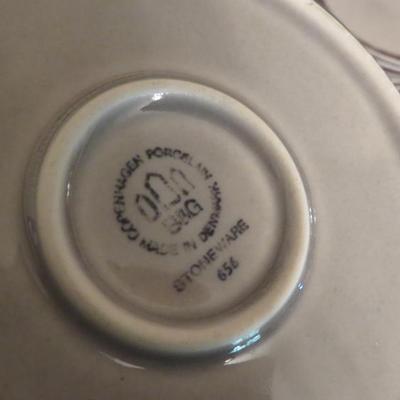 COPENHAGEN PORCELAIN
B&G
MADE IN DENMARK
STONEWARE
656